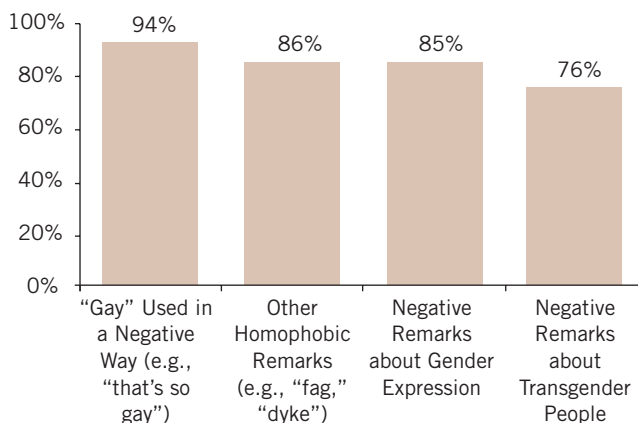 100%
80%
60%
40%
20%
0%
94%
86%
85%
76%
“Gay” Used in
a Negative
Way (e.g.,
“that’s so
gay”)
Other
Homophobic
Remarks
(e.g., “fag,”
“dyke”)
Negative
Remarks
about Gender
Expression
Negative
Remarks
about
Transgender
People